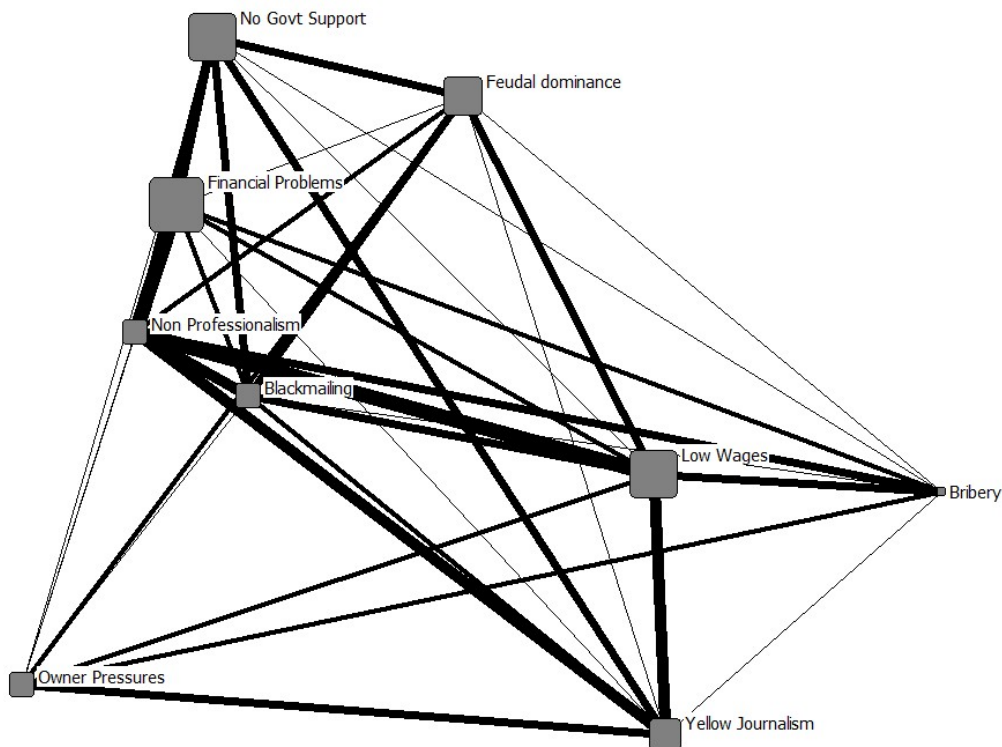 No Govt Support
Feudal dominance
Financial Problems
Non Professionalism
Blackmailing
Low Wages
Bribery
Owner Pressures
Yellow Journalism